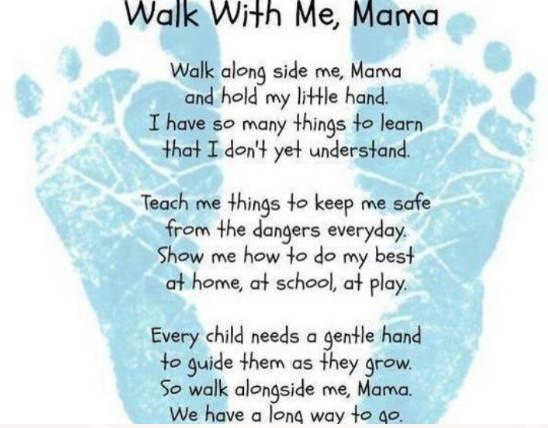 Walk With Me, Mama
Walk along side me, Mama
and hold my little hand.
I have so many things to learn
that I don't yet understand.
Teach me things to keep me safe
from the dangers everyday.
Show me how to do my best
at home, at school, at play.
Every child needs a gentle hand
to guide them as they grow.
So walk alongside me, Mama.
We have a long way to go.